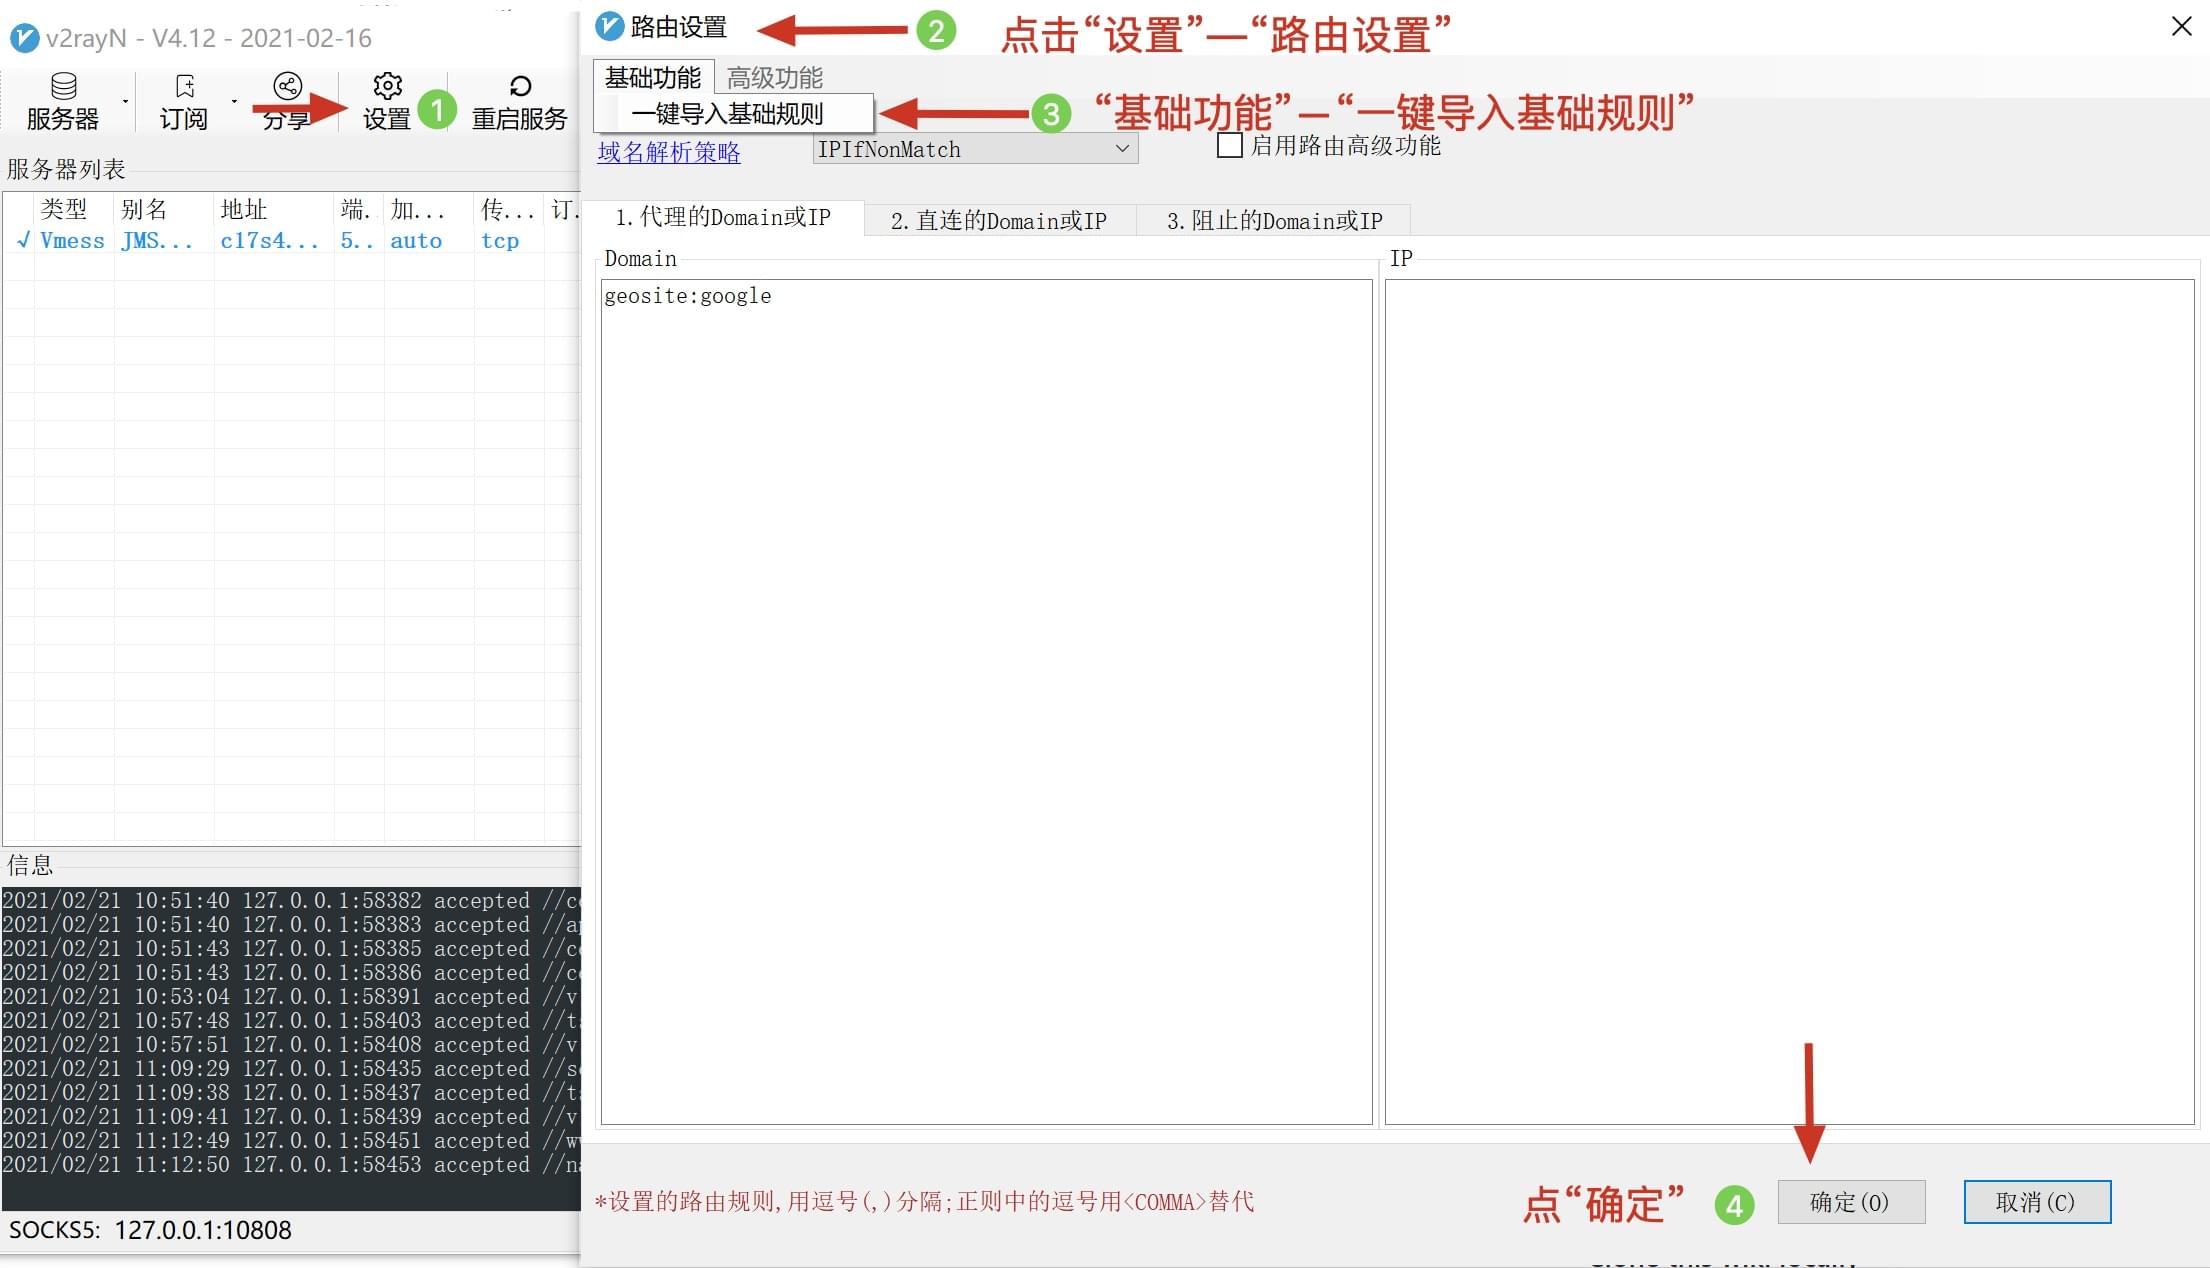 v2rayN - V4.12 - 2021-02-16
服务器
订阅
分享
设置
1
重启服务
服务器列表
类型 别名 地址 端. 加... 传... 订.
√ Vmess JMS... c17s4... 5.. auto tcp
信息
2021/02/21 10:51:40 127.0.0.1:58382 accepted //c
2021/02/21 10:51:40 127.0.0.1:58383 accepted //a
2021/02/21 10:51:43 127.0.0.1:58385 accepted //c
2021/02/21 10:51:43 127.0.0.1:58386 accepted //c
2021/02/21 10:53:04 127.0.0.1:58391 accepted //v
2021/02/21 10:57:48 127.0.0.1:58403 accepted //t
2021/02/21 10:57:51 127.0.0.1:58408 accepted //v
2021/02/21 11:09:29 127.0.0.1:58435 accepted //s
2021/02/21 11:09:38 127.0.0.1:58437 accepted //t
2021/02/21 11:09:41 127.0.0.1:58439 accepted //v
2021/02/21 11:12:49 127.0.0.1:58451 accepted //w
2021/02/21 11:12:50 127.0.0.1:58453 accepted //n
SOCKS5: 127.0.0.1:10808
路由设置
2 点击“设置”—“路由设置”
基础功能 高级功能
一键导入基础规则
3 “基础功能”—“一键导入基础规则”
域名解析策略 IPIfNonMatch 启用路由高级功能
1.代理的Domain或IP 2.直连的Domain或IP 3.阻止的Domain或IP
Domain IP
geosite:google
*设置的路由规则,用逗号(,)分隔;正则中的逗号用<COMMA>替代
点“确定” 4 确定(O) 取消(C)